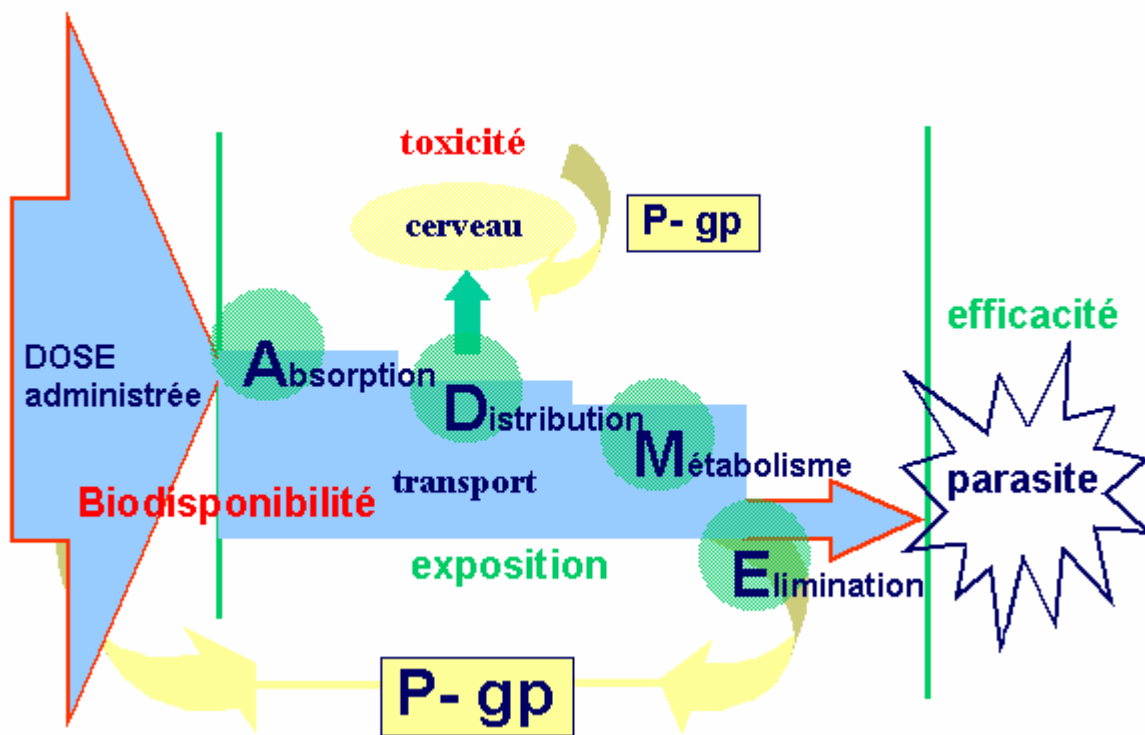 toxicité
cerveau
P- gp
efficacité
DOSE
administrée
Absorption
Distribution
Métabolisme
parasite
transport
Biodisponibilité
exposition
Elimination
P- gp